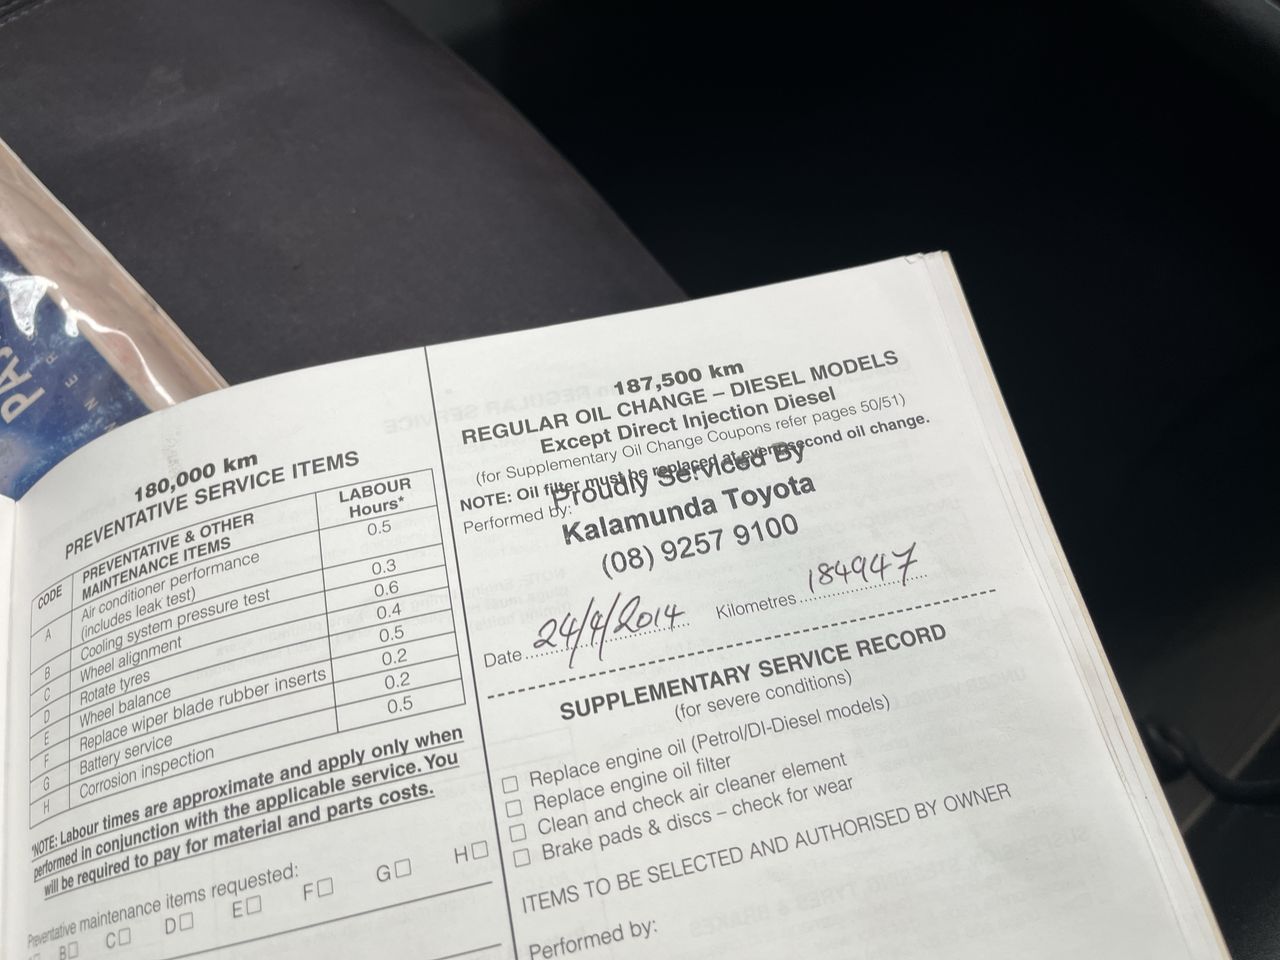 PAJ
180,000 km
PREVENTATIVE SERVICE ITEMS
CODE PREVENTATIVE & OTHER MAINTENANCE ITEMS LABOUR Hours*
A Air conditioner performance (includes leak test) 0.5
B Cooling system pressure test 0.3
C Wheel alignment 0.6
D Rotate tyres 0.4
E Wheel balance 0.5
F Replace wiper blade rubber inserts 0.2
G Battery service 0.2
H Corrosion inspection 0.5
*NOTE: Labour times are approximate and apply only when
performed in conjunction with the applicable service. You
will be required to pay for material and parts costs.
Preventative maintenance items requested:
B□ C□ D□ E□ F□ G□ H□
187,500 km
REGULAR OIL CHANGE – DIESEL MODELS
Except Direct Injection Diesel
(for Supplementary Oil Change Coupons refer pages 50/51)
NOTE: Oil filter must be replaced at every second oil change.
Performed by:
Proudly Serviced By
Kalamunda Toyota
(08) 9257 9100
Date 24/4/2014 Kilometres 184947
SUPPLEMENTARY SERVICE RECORD
(for severe conditions)
□ Replace engine oil (Petrol/DI-Diesel models)
□ Replace engine oil filter
□ Clean and check air cleaner element
□ Brake pads & discs – check for wear
ITEMS TO BE SELECTED AND AUTHORISED BY OWNER
Performed by: